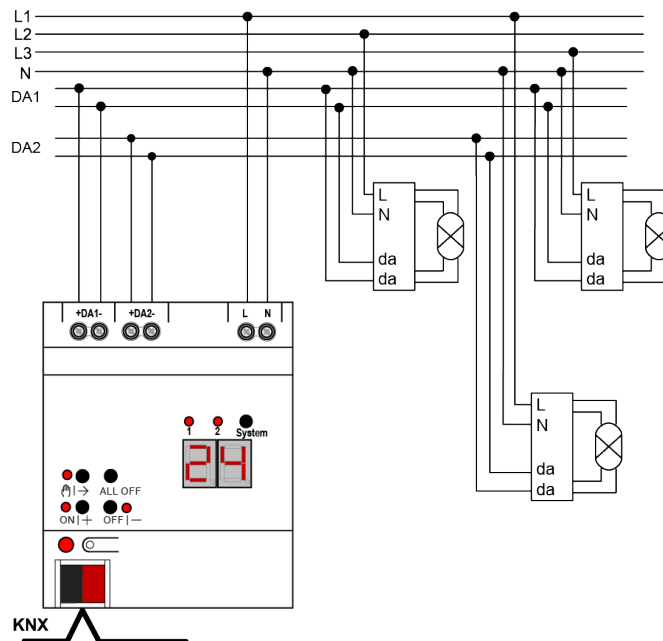 L1
L2
L3
N
DA1
DA2
L
N
da
da
L
N
da
da
+DA1-
+DA2-
L
N
L
N
da
da
1
2
System
24
|→
ALL OFF
ON|+
OFF|—
KNX